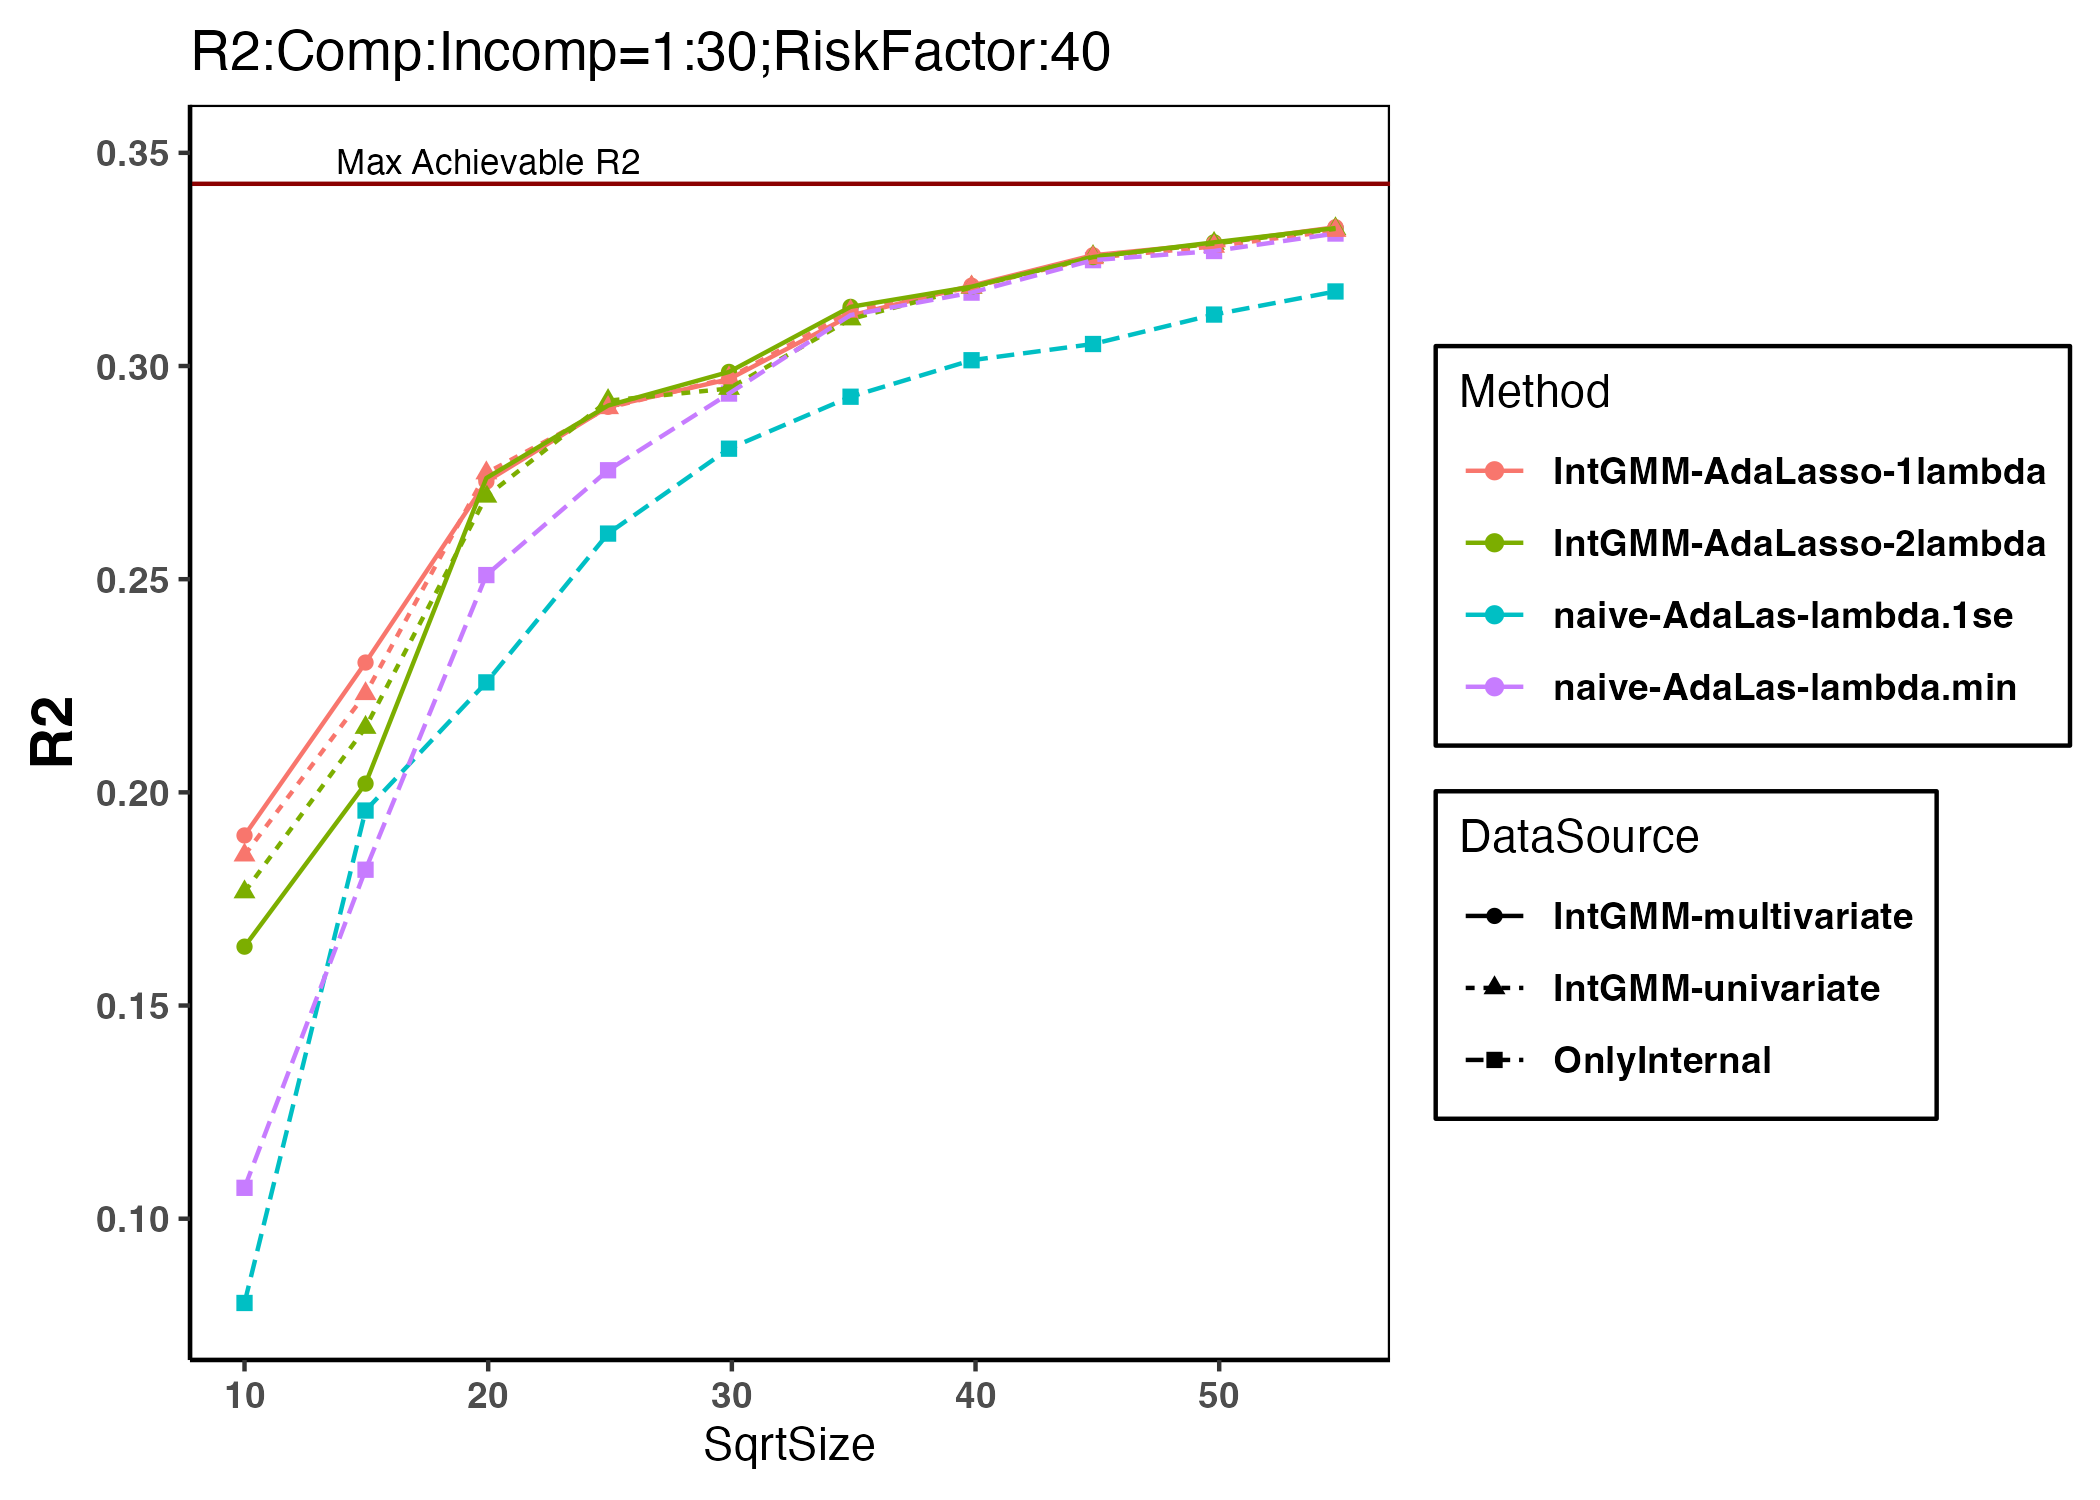 R2:Comp:Incomp=1:30;RiskFactor:40
Max Achievable R2
0.35
0.30
0.25
0.20
0.15
0.10
R2
10 20 30 40 50
SqrtSize
Method
IntGMM-AdaLasso-1lambda
IntGMM-AdaLasso-2lambda
naive-AdaLas-lambda.1se
naive-AdaLas-lambda.min
DataSource
IntGMM-multivariate
IntGMM-univariate
OnlyInternal